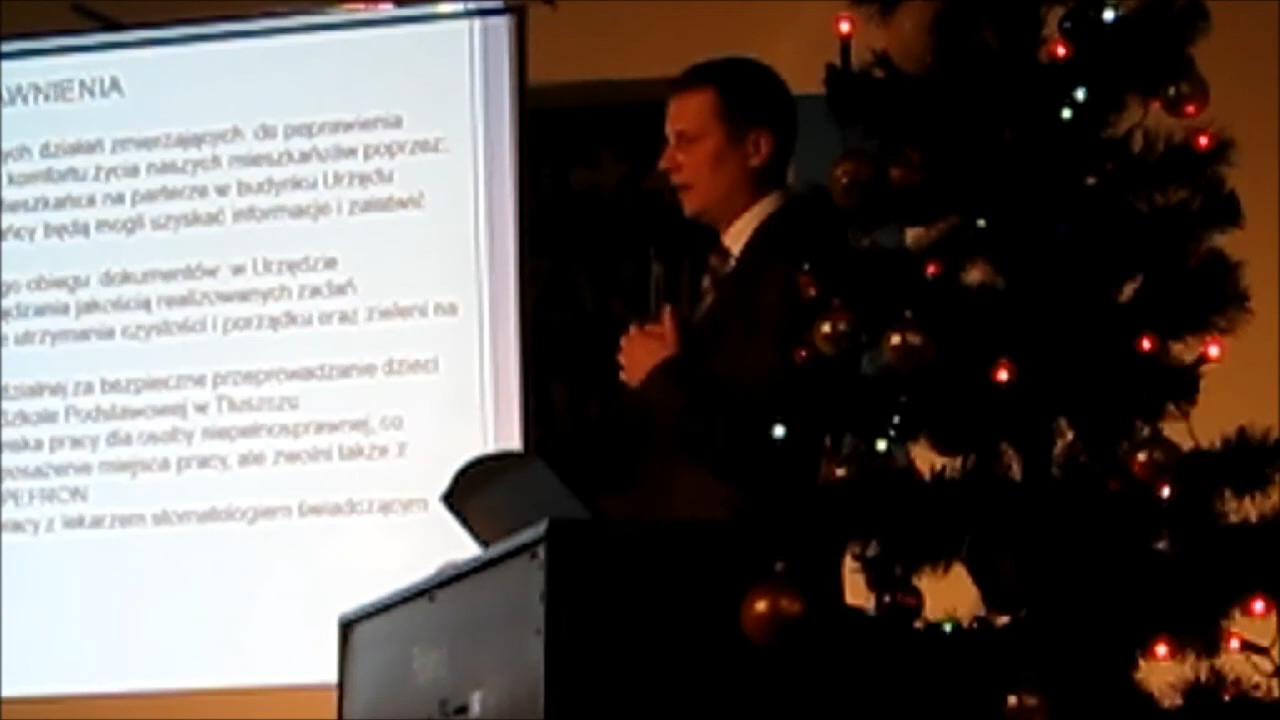 AWNIENIA
ych działań zmierzających do poprawienia
komfortu życia naszych mieszkańców poprzez:
ieszkańca na parterze w budynku Urzędu
ńcy będą mogli uzyskać informacje i załatwić
go obiegu dokumentów w Urzędzie
ądzania jakością realizowanych zadań
e utrzymania czystości i porządku oraz zieleni na
dzialnej za bezpieczne przeprowadzanie dzieci
Szkole Podstawowej w Tłuszczu
wiska pracy dla osoby niepełnosprawnej, co
posażenie miejsca pracy, ale zwolni także z
PEFRON
racy z lekarzem stomatologiem świadczącym